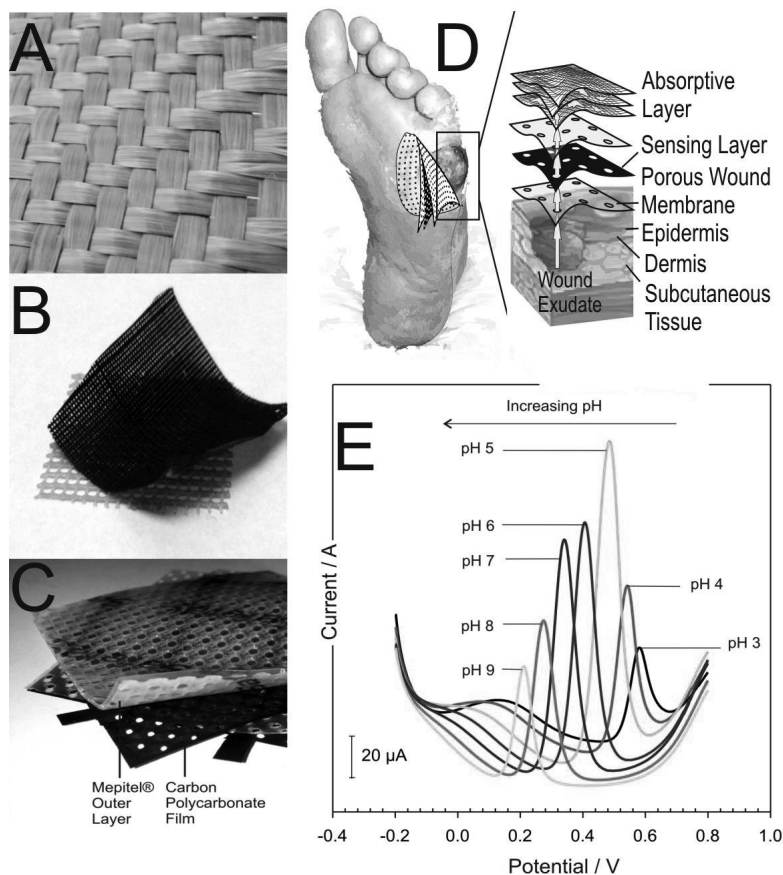 A
B
C
Mepitel® Carbon
Outer Polycarbonate
Layer Film
D
Absorptive
Layer
Sensing Layer
Porous Wound
Membrane
Epidermis
Dermis
Subcutaneous
Tissue
Wound
Exudate
E
Increasing pH
pH 5
pH 6
pH 7
pH 4
pH 8
pH 3
pH 9
Current / A
20 µA
-0.4 -0.2 0.0 0.2 0.4 0.6 0.8 1.0
Potential / V